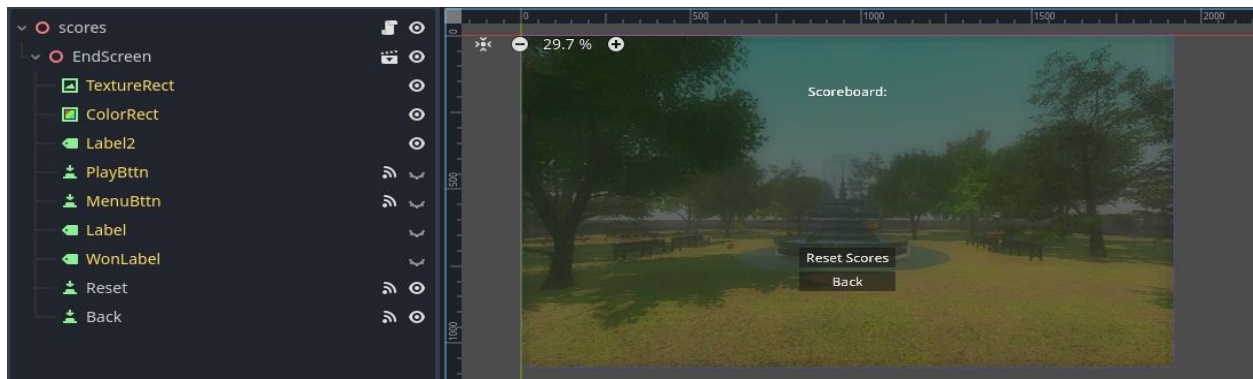 scores
EndScreen
TextureRect
ColorRect
Label2
PlayBttn
MenuBttn
Label
WonLabel
Reset
Back
0 500 1000 1500 2000
29.7 %
0
500
1000
Scoreboard:
Reset Scores
Back